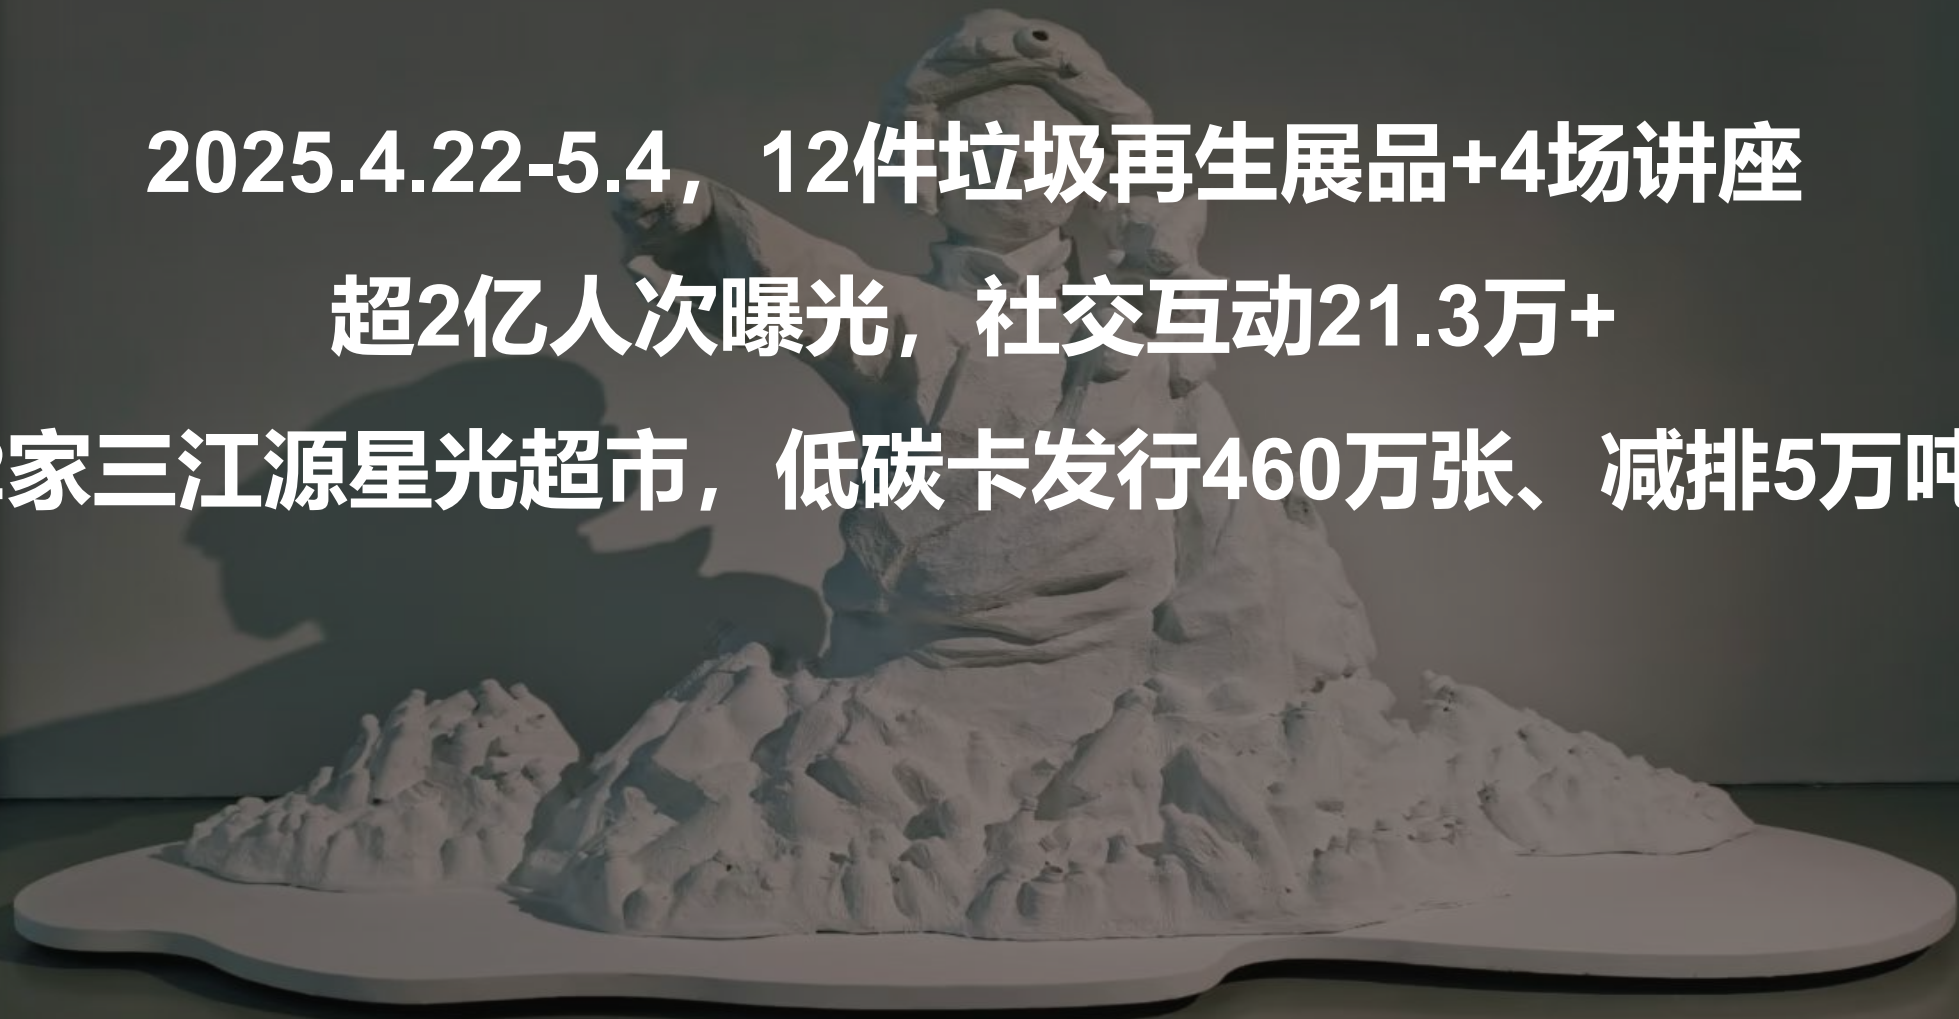 2025.4.22-5.4，12件垃圾再生展品+4场讲座
超2亿人次曝光，社交互动21.3万+
家三江源星光超市，低碳卡发行460万张、减排5万吨